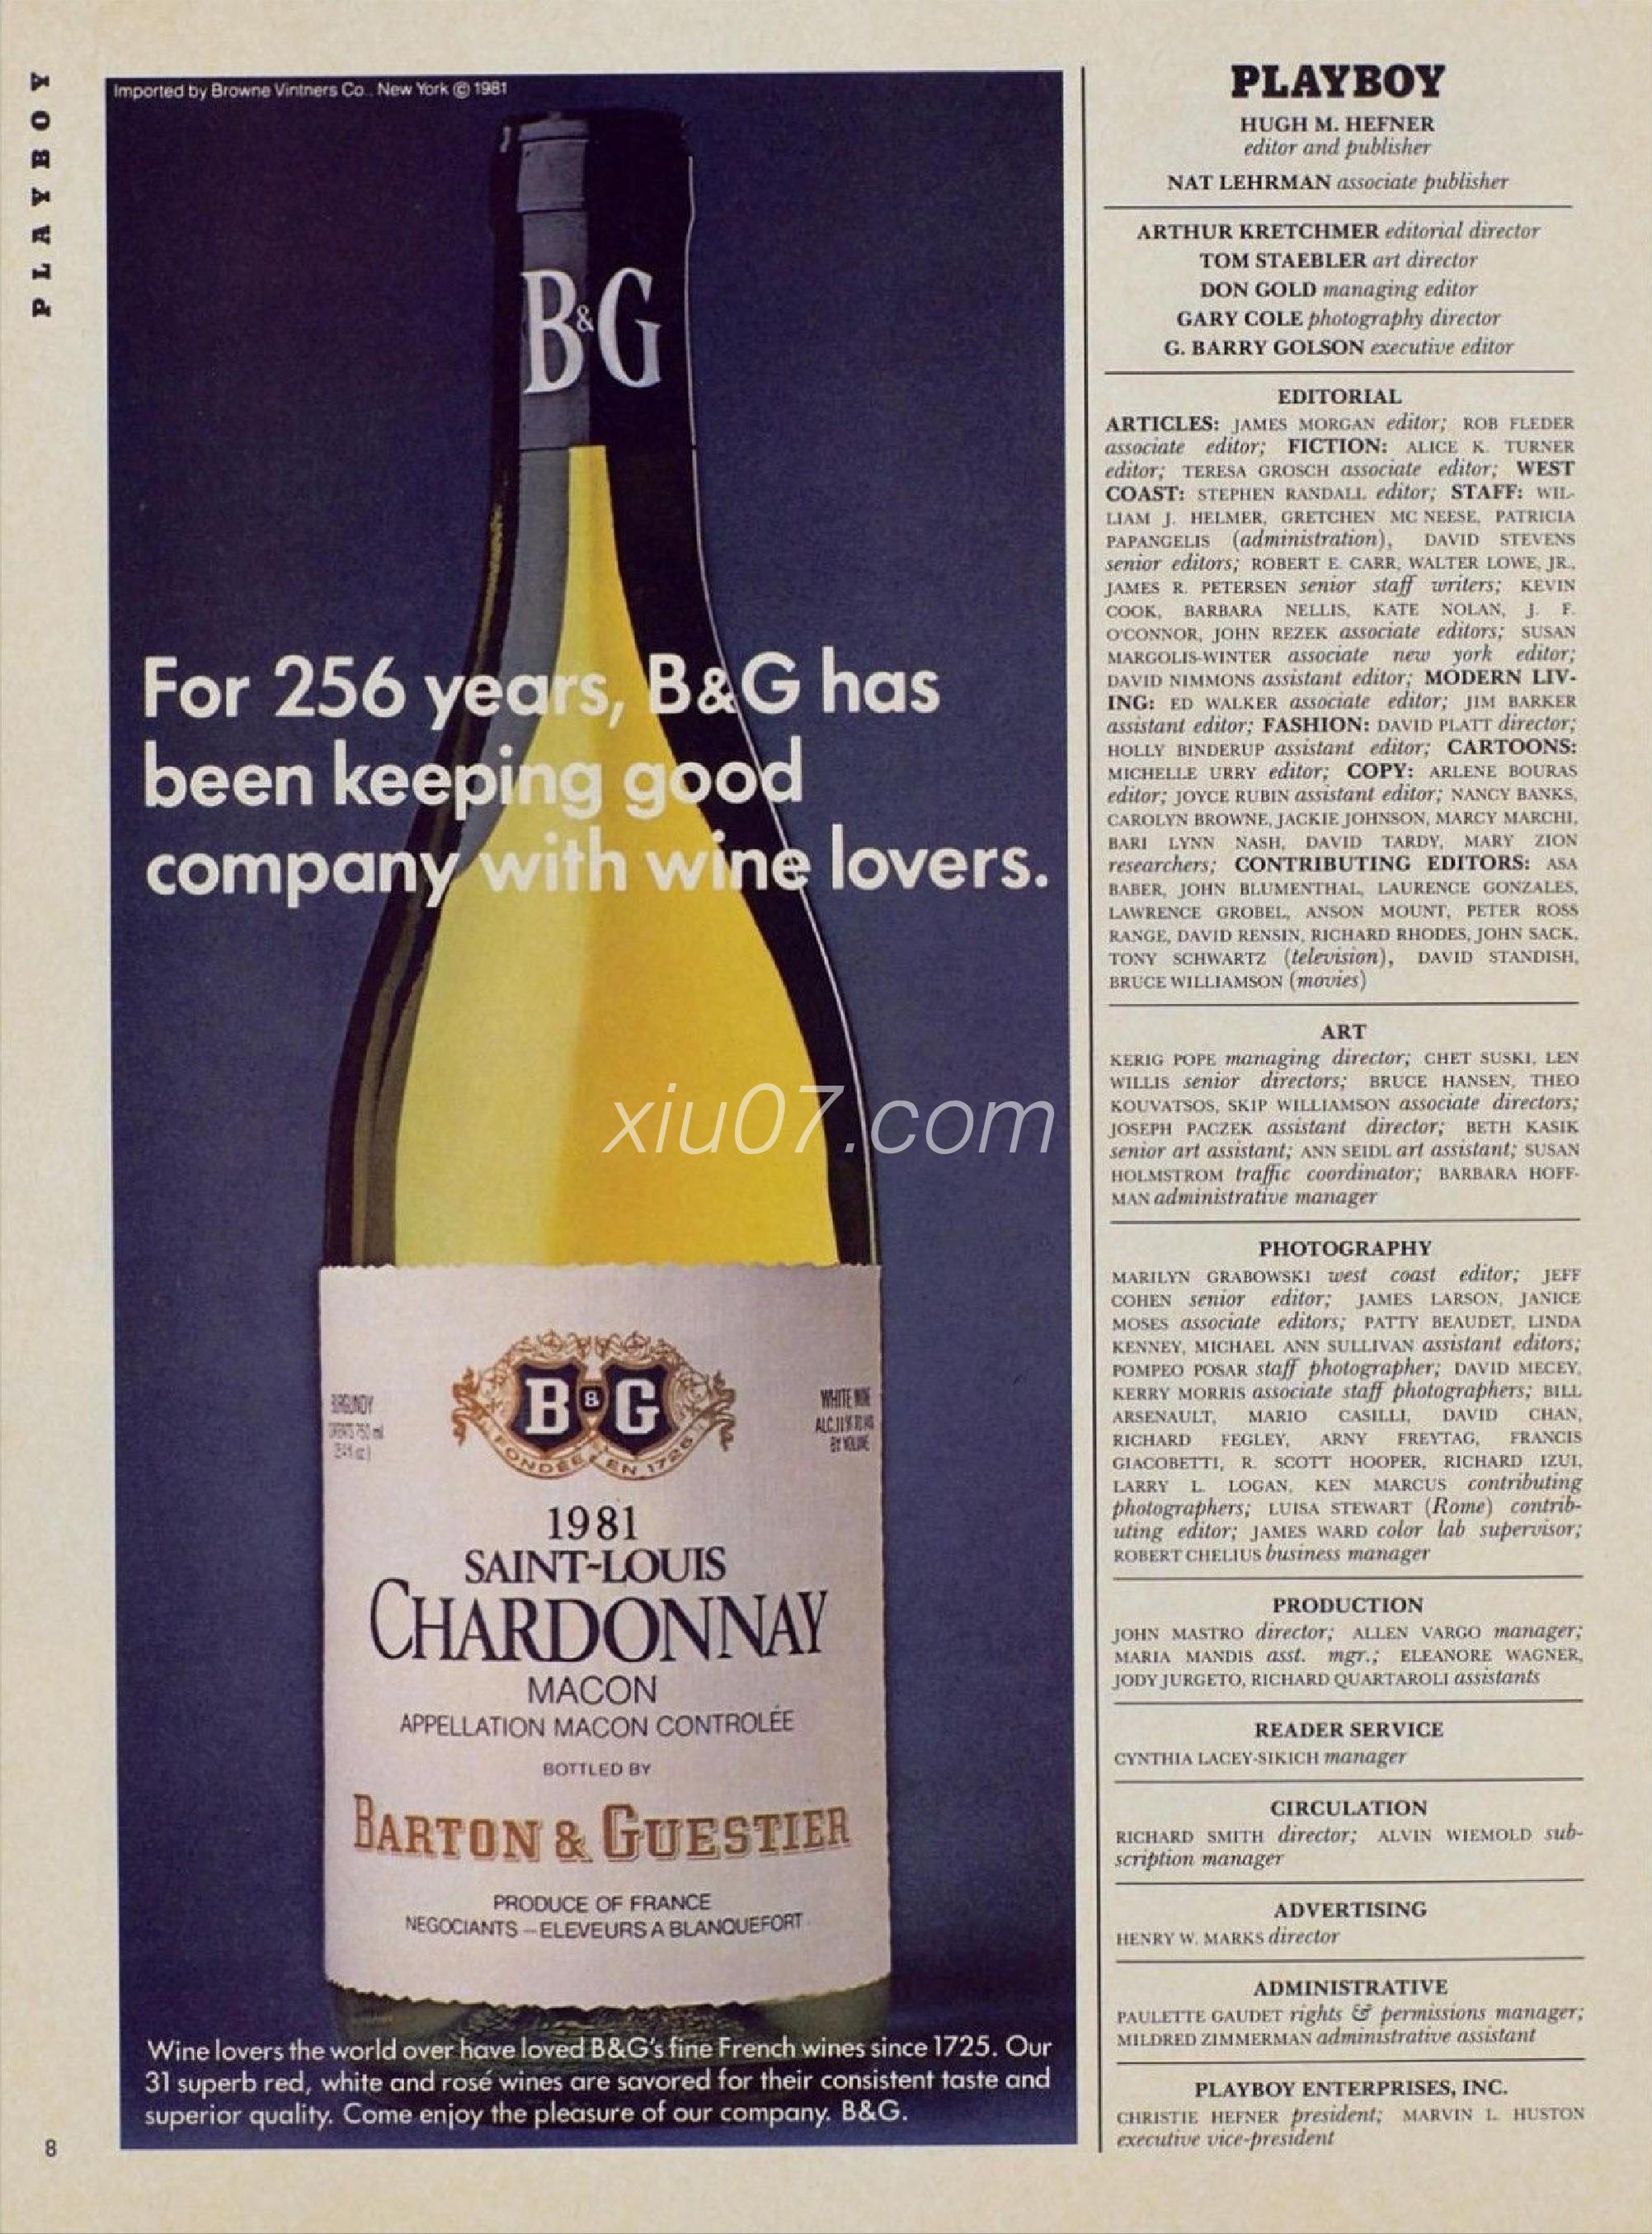 PLAYBOY
Imported by Browne Vintners Co., New York © 1981
B&G
For 256 years, B&G has
been keeping good
company with wine lovers.
xiu07.com
BURGUNDY
WHITE WINE
BY VOLUME
B&G
FONDÉE EN 1725
1981
SAINT-LOUIS
CHARDONNAY
MACON
APPELLATION MACON CONTROLÉE
BOTTLED BY
BARTON & GUESTIER
PRODUCE OF FRANCE
NEGOCIANTS – ELEVEURS A BLANQUEFORT
Wine lovers the world over have loved B&G's fine French wines since 1725. Our
31 superb red, white and rosé wines are savored for their consistent taste and
superior quality. Come enjoy the pleasure of our company. B&G.
8
PLAYBOY
HUGH M. HEFNER
editor and publisher
NAT LEHRMAN associate publisher
ARTHUR KRETCHMER editorial director
TOM STAEBLER art director
DON GOLD managing editor
GARY COLE photography director
G. BARRY GOLSON executive editor
EDITORIAL
ARTICLES: JAMES MORGAN editor; ROB FLEDER
associate editor; FICTION: ALICE K. TURNER
editor; TERESA GROSCH associate editor; WEST
COAST: STEPHEN RANDALL editor; STAFF: WIL-
LIAM J. HELMER, GRETCHEN MC NEESE, PATRICIA
PAPANGELIS (administration), DAVID STEVENS
senior editors; ROBERT E. CARR, WALTER LOWE, JR.,
JAMES R. PETERSEN senior staff writers; KEVIN
COOK, BARBARA NELLIS, KATE NOLAN, J. F.
O'CONNOR, JOHN REZEK associate editors; SUSAN
MARGOLIS-WINTER associate new york editor;
DAVID NIMMONS assistant editor; MODERN LIV-
ING: ED WALKER associate editor; JIM BARKER
assistant editor; FASHION: DAVID PLATT director;
HOLLY BINDERUP assistant editor; CARTOONS:
MICHELLE URRY editor; COPY: ARLENE BOURAS
editor; JOYCE RUBIN assistant editor; NANCY BANKS,
CAROLYN BROWNE, JACKIE JOHNSON, MARCY MARCHI,
BARI LYNN NASH, DAVID TARDY, MARY ZION
researchers; CONTRIBUTING EDITORS: ASA
BABER, JOHN BLUMENTHAL, LAURENCE GONZALES,
LAWRENCE GROBEL, ANSON MOUNT, PETER ROSS
RANGE, DAVID RENSIN, RICHARD RHODES, JOHN SACK,
TONY SCHWARTZ (television), DAVID STANDISH,
BRUCE WILLIAMSON (movies)
ART
KERIG POPE managing director; CHET SUSKI, LEN
WILLIS senior directors; BRUCE HANSEN, THEO
KOUVATSOS, SKIP WILLIAMSON associate directors;
JOSEPH PACZEK assistant director; BETH KASIK
senior art assistant; ANN SEIDL art assistant; SUSAN
HOLMSTROM traffic coordinator; BARBARA HOFF-
MAN administrative manager
PHOTOGRAPHY
MARILYN GRABOWSKI west coast editor; JEFF
COHEN senior editor; JAMES LARSON, JANICE
MOSES associate editors; PATTY BEAUDET, LINDA
KENNEY, MICHAEL ANN SULLIVAN assistant editors;
POMPEO POSAR staff photographer; DAVID MECEY,
KERRY MORRIS associate staff photographers; BILL
ARSENAULT, MARIO CASILLI, DAVID CHAN,
RICHARD FEGLEY, ARNY FREYTAG, FRANCIS
GIACOBETTI, R. SCOTT HOOPER, RICHARD IZUI,
LARRY L. LOGAN, KEN MARCUS contributing
photographers; LUISA STEWART (Rome) contrib-
uting editor; JAMES WARD color lab supervisor;
ROBERT CHELIUS business manager
PRODUCTION
JOHN MASTRO director; ALLEN VARGO manager;
MARIA MANDIS asst. mgr.; ELEANORE WAGNER,
JODY JURGETO, RICHARD QUARTAROLI assistants
READER SERVICE
CYNTHIA LACEY-SIKICH manager
CIRCULATION
RICHARD SMITH director; ALVIN WIEMOLD sub-
scription manager
ADVERTISING
HENRY W. MARKS director
ADMINISTRATIVE
PAULETTE GAUDET rights & permissions manager;
MILDRED ZIMMERMAN administrative assistant
PLAYBOY ENTERPRISES, INC.
CHRISTIE HEFNER president; MARVIN L. HUSTON
executive vice-president